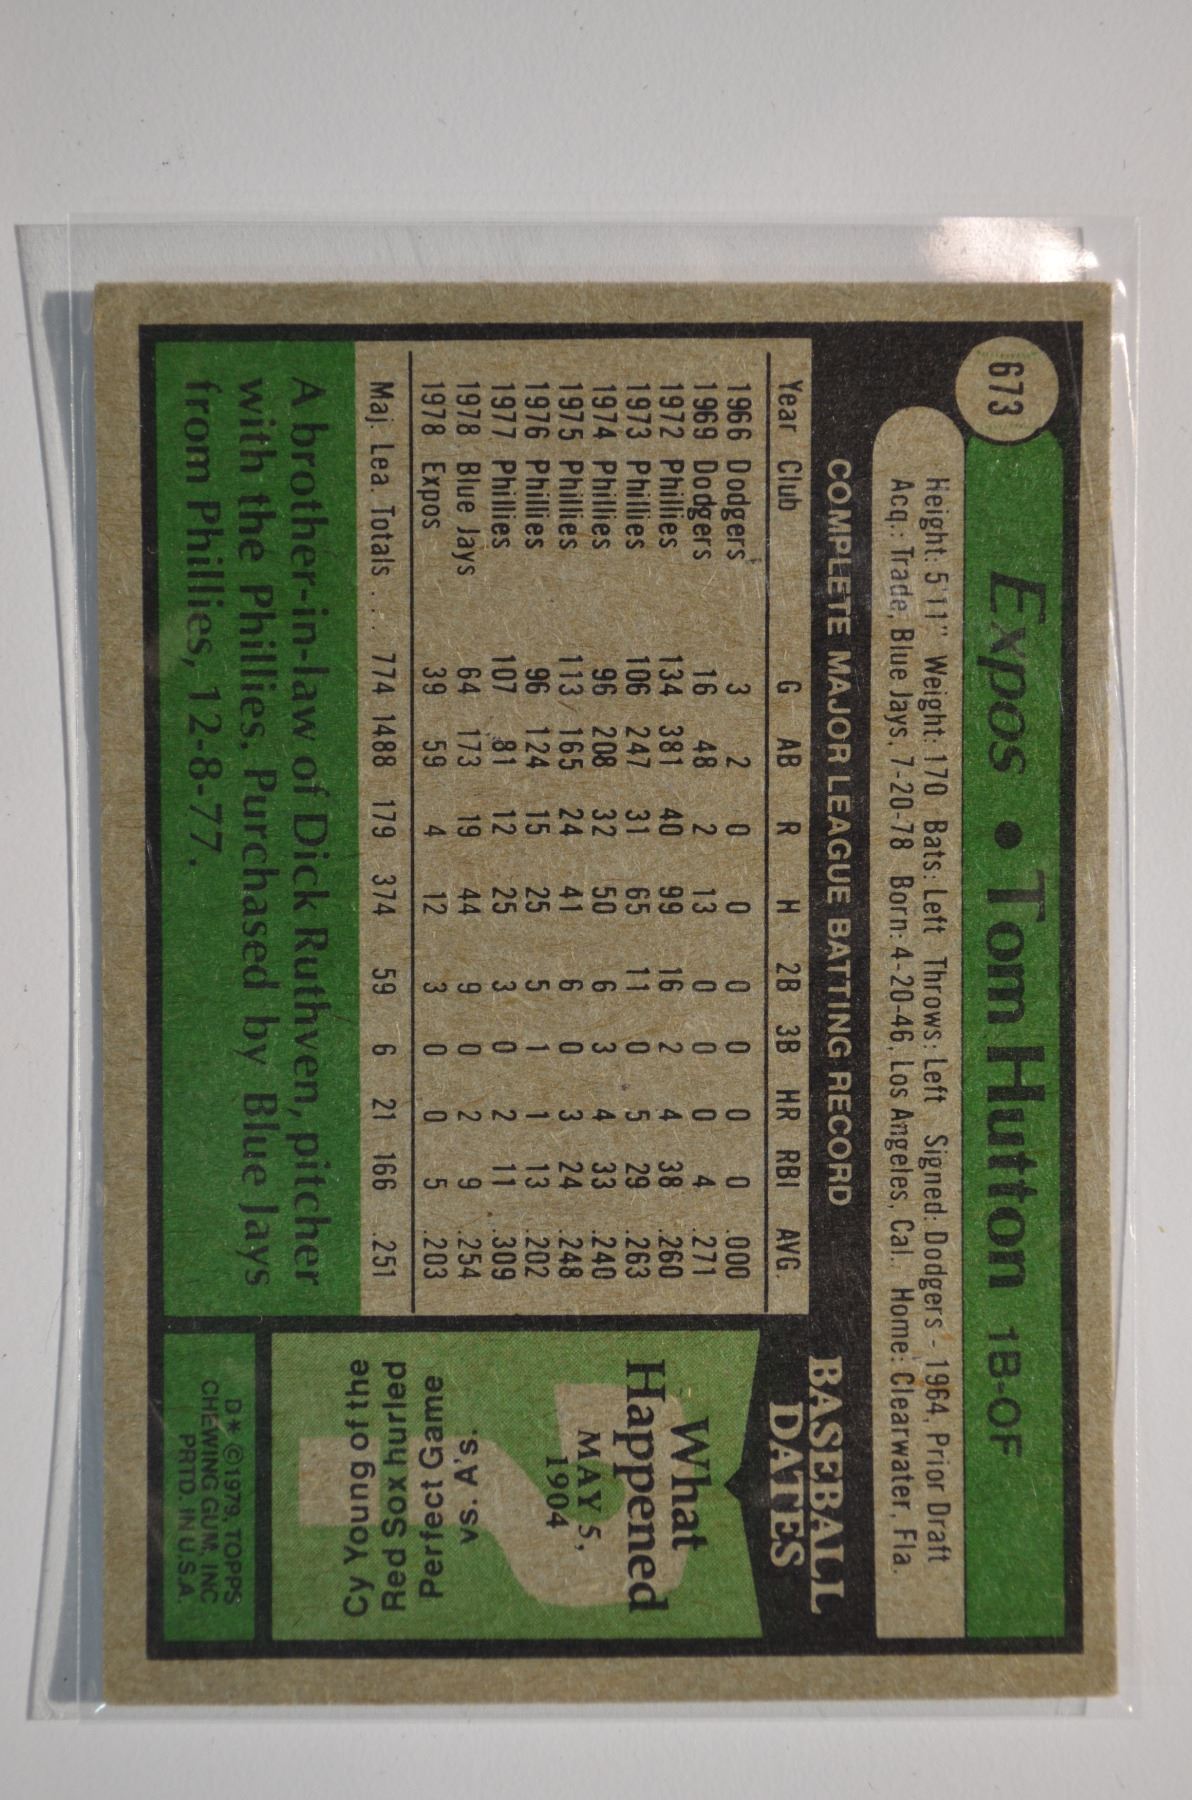 673
Expos • Tom Hutton 1B-OF
Height: 5'11" Weight: 170 Bats: Left Throws: Left Signed: Dodgers - 1964, Prior Draft
Acq.: Trade, Blue Jays, 7-20-78 Born: 4-20-46, Los Angeles, Cal. Home: Clearwater, Fla.
COMPLETE MAJOR LEAGUE BATTING RECORD
Year Club G AB R H 2B 3B HR RBI AVG.
1966 Dodgers 3 2 0 0 0 0 0 0 .000
1969 Dodgers 16 48 2 13 0 0 0 4 .271
1972 Phillies 134 381 40 99 16 2 4 38 .260
1973 Phillies 106 247 31 65 11 0 5 29 .263
1974 Phillies 96 208 32 50 6 3 4 33 .240
1975 Phillies 113 165 24 41 6 0 3 24 .248
1976 Phillies 96 124 15 25 5 1 1 13 .202
1977 Phillies 107 81 12 25 3 0 2 11 .309
1978 Blue Jays 64 173 19 44 9 0 2 9 .254
1978 Expos 39 59 4 12 3 0 0 5 .203
Maj. Lea. Totals . . . 774 1488 179 374 59 6 21 166 .251
A brother-in-law of Dick Ruthven, pitcher
with the Phillies. Purchased by Blue Jays
from Phillies, 12-8-77.
BASEBALL
DATES
What
Happened
MAY 5,
1904
Cy Young of the
Red Sox hurled
Perfect Game
vs. A's.
D* © 1979 TOPPS
CHEWING GUM, INC
PRTD. IN U.S.A.